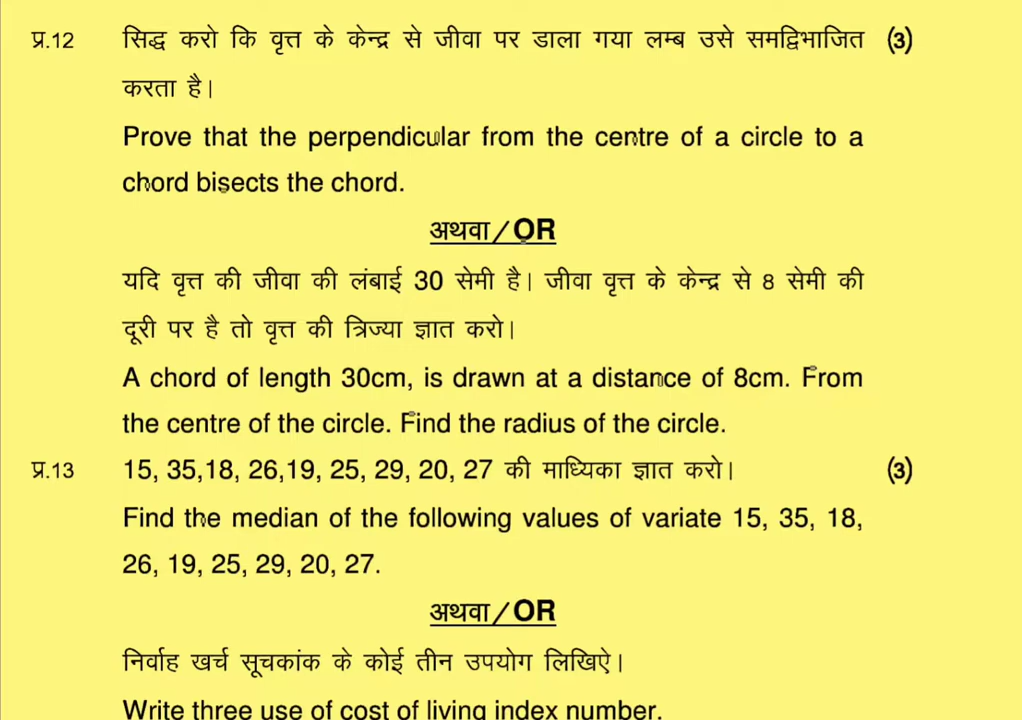 प्र.12 सिद्ध करो कि वृत्त के केन्द्र से जीवा पर डाला गया लम्ब उसे समद्विभाजित (3)
करता है।
Prove that the perpendicular from the centre of a circle to a
chord bisects the chord.
अथवा/OR
यदि वृत्त की जीवा की लंबाई 30 सेमी है। जीवा वृत्त के केन्द्र से 8 सेमी की
दूरी पर है तो वृत्त की त्रिज्या ज्ञात करो।
A chord of length 30cm, is drawn at a distance of 8cm. From
the centre of the circle. Find the radius of the circle.
प्र.13 15, 35,18, 26,19, 25, 29, 20, 27 की माध्यिका ज्ञात करो। (3)
Find the median of the following values of variate 15, 35, 18,
26, 19, 25, 29, 20, 27.
अथवा/OR
निर्वाह खर्च सूचकांक के कोई तीन उपयोग लिखिऐ।
Write three use of cost of living index number.